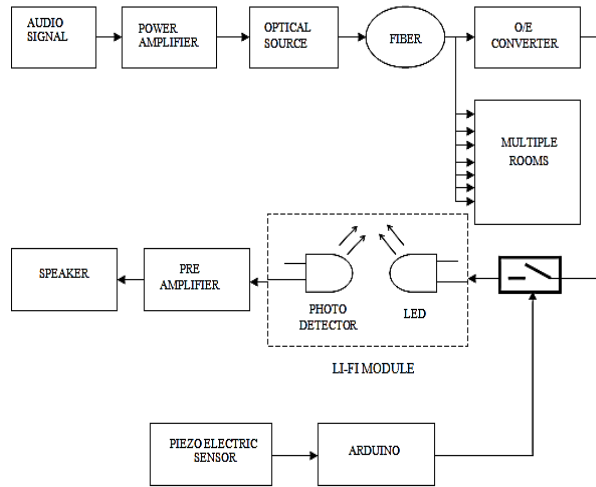 AUDIO
SIGNAL
POWER
AMPLIFIER
OPTICAL
SOURCE
FIBER
O/E
CONVERTER
MULTIPLE
ROOMS
SPEAKER
PRE
AMPLIFIER
PHOTO
DETECTOR
LED
LI-FI MODULE
PIEZO ELECTRIC
SENSOR
ARDUINO